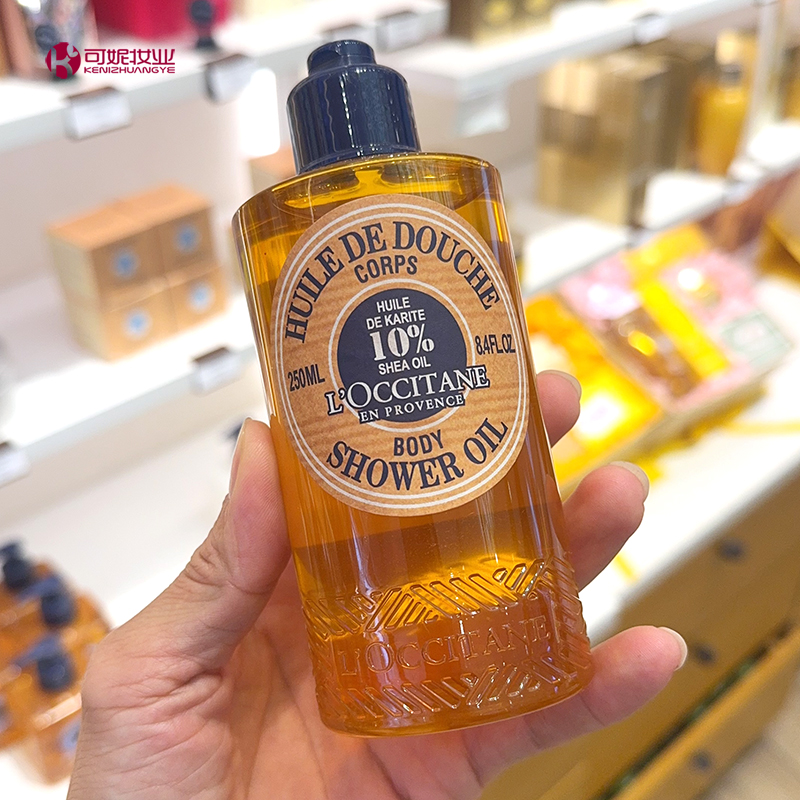 可妮妆业
KENIZHUANGYE
HUILE DE DOUCHE
CORPS
HUILE
DE KARITE
10%
SHEA OIL
250ML
8.4FL.OZ
L'OCCITANE
EN PROVENCE
BODY
SHOWER OIL
L'OCCITANE